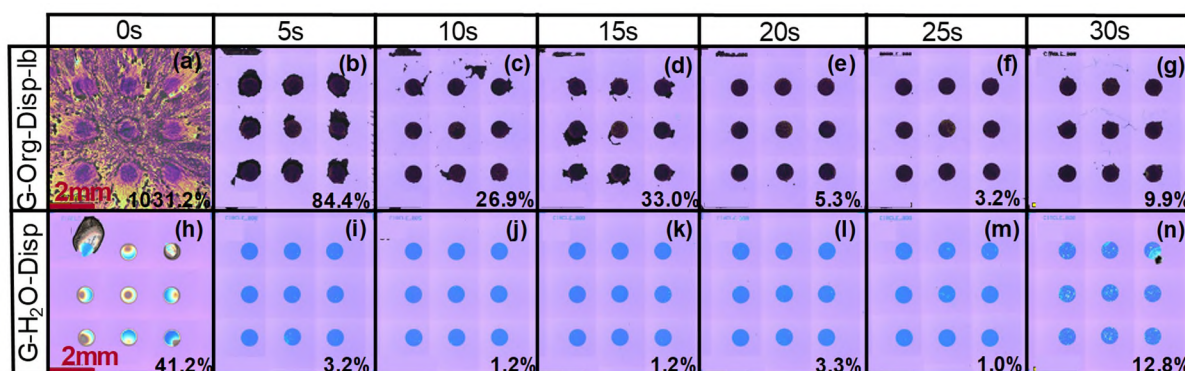 0s 5s 10s 15s 20s 25s 30s
G-Org-Disp-Ib
(a) (b) (c) (d) (e) (f) (g)
2mm
1031.2% 84.4% 26.9% 33.0% 5.3% 3.2% 9.9%
G-H₂O-Disp
(h) (i) (j) (k) (l) (m) (n)
2mm
41.2% 3.2% 1.2% 1.2% 3.3% 1.0% 12.8%